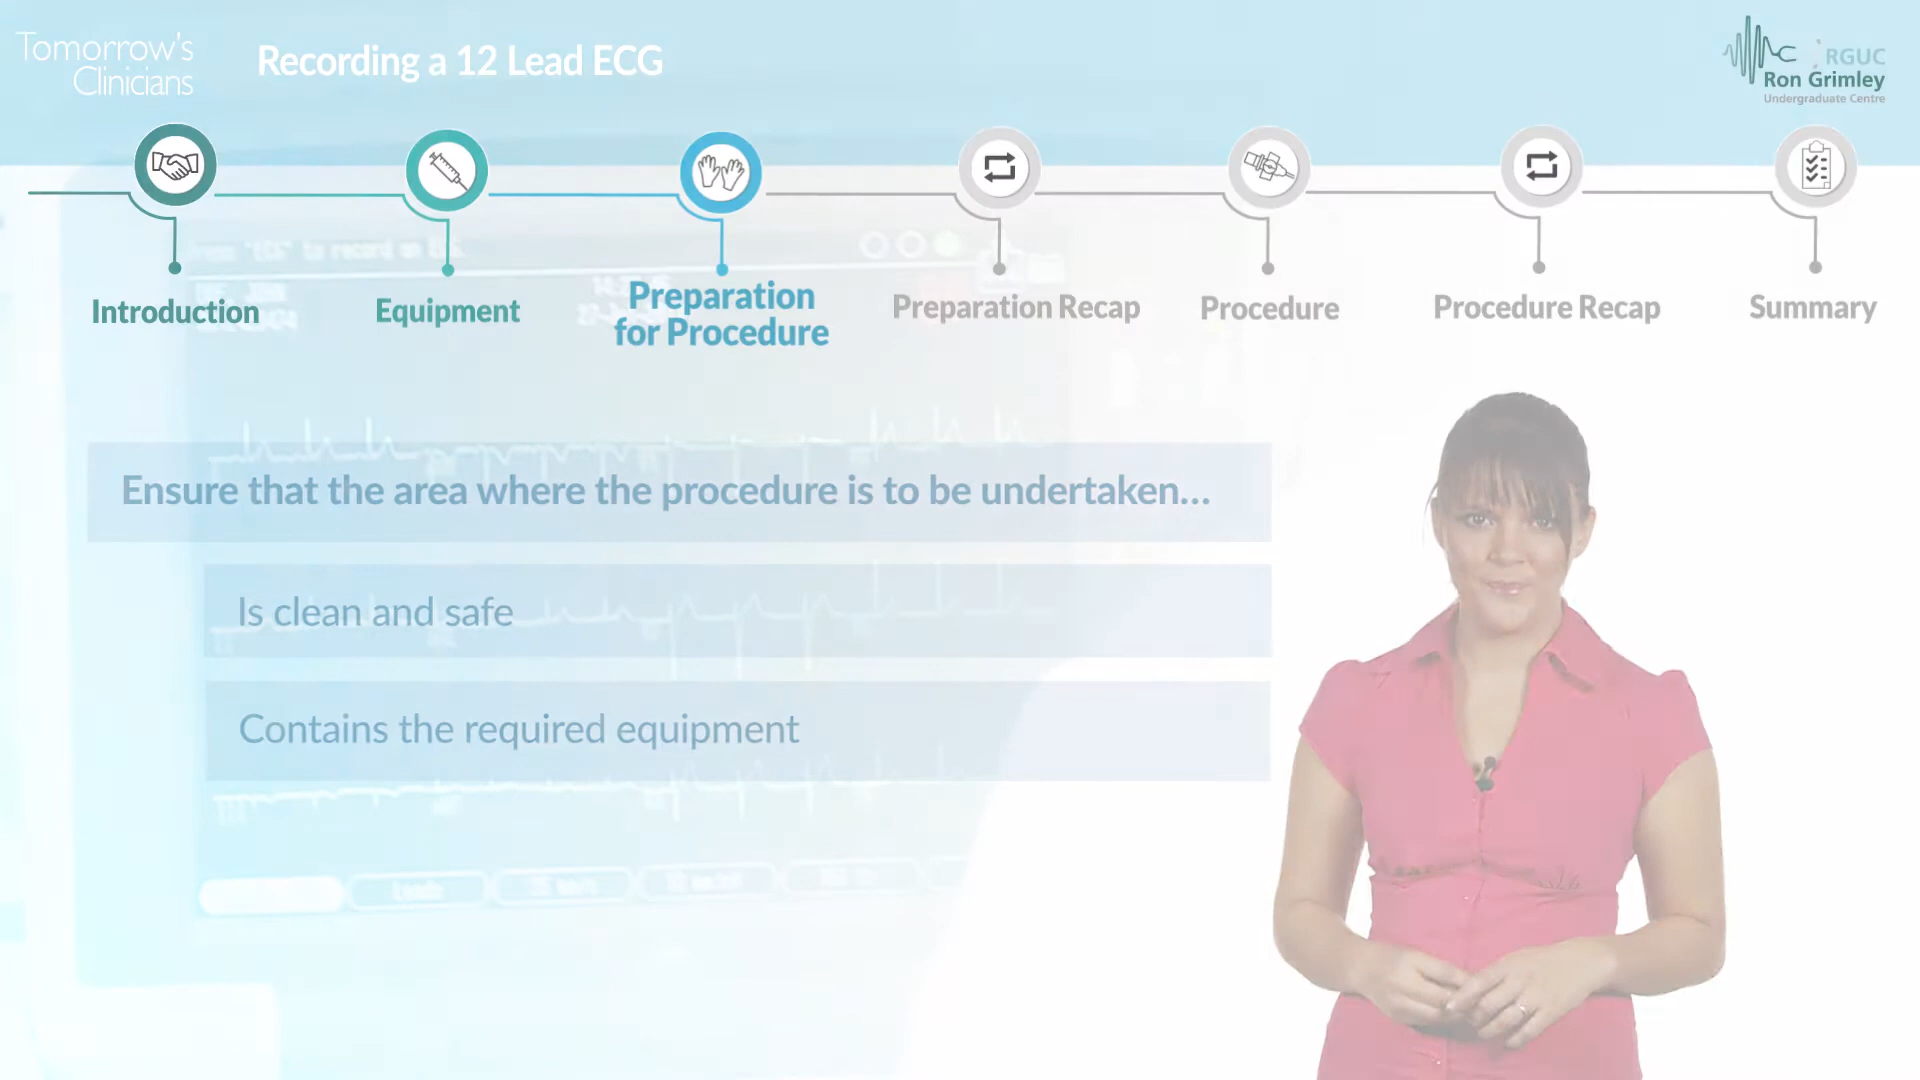 Tomorrow's
Clinicians
Recording a 12 Lead ECG
RGUC
Ron Grimley
Undergraduate Centre
Introduction
Equipment
Preparation
for Procedure
Preparation Recap
Procedure
Procedure Recap
Summary
Ensure that the area where the procedure is to be undertaken...
Is clean and safe
Contains the required equipment